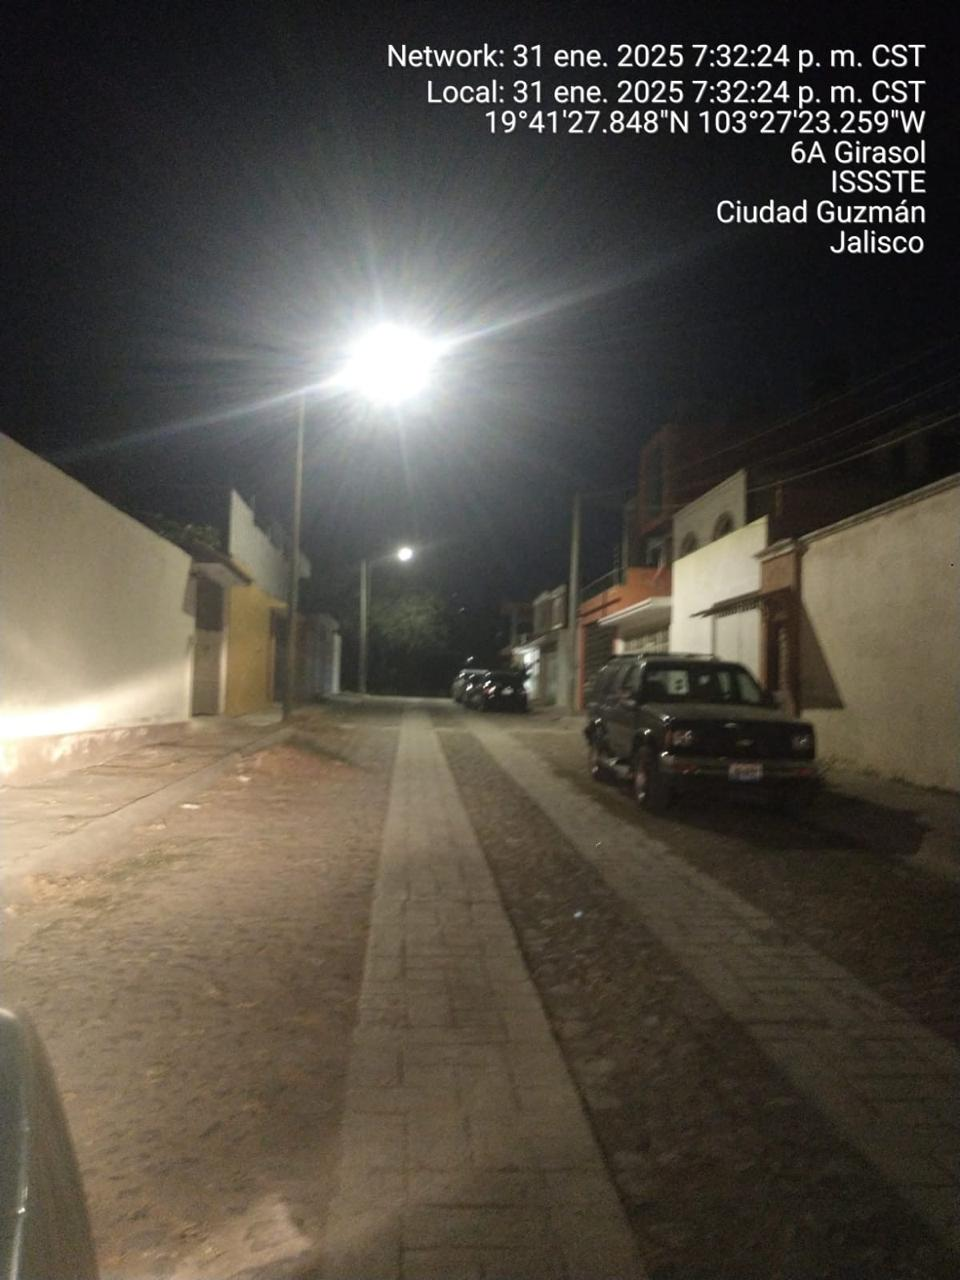 Network: 31 ene. 2025 7:32:24 p. m. CST
Local: 31 ene. 2025 7:32:24 p. m. CST
19°41'27.848"N 103°27'23.259"W
6A Girasol
ISSSTE
Ciudad Guzmán
Jalisco